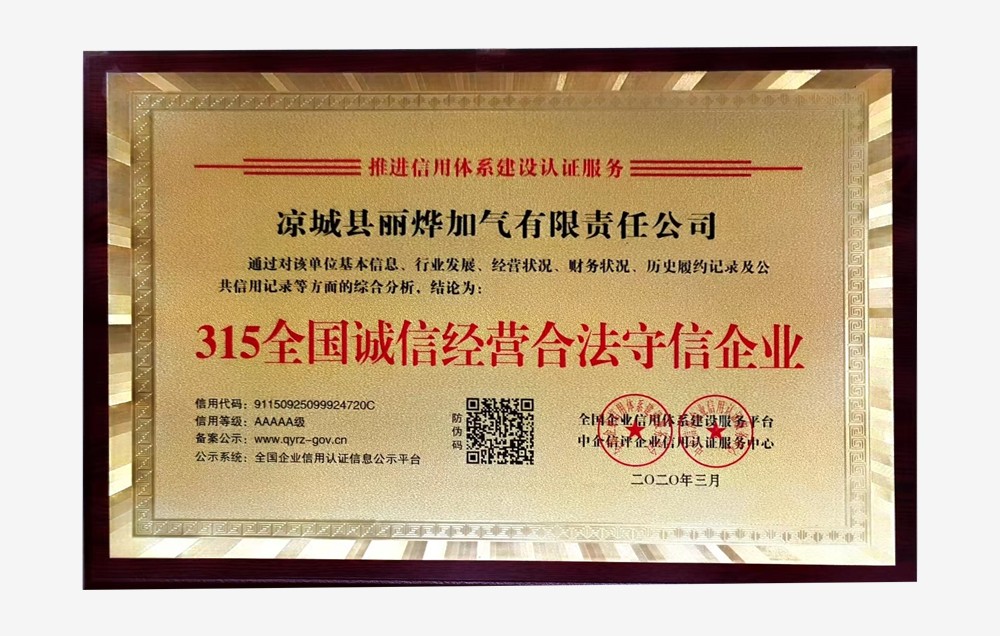 推进信用体系建设认证服务
凉城县丽烨加气有限责任公司
通过对该单位基本信息、行业发展、经营状况、财务状况、历史履约记录及公
共信用记录等方面的综合分析，结论为：
315全国诚信经营合法守信企业
信用代码：91150925099924720C
信用等级：AAAAA级
备案公示：www.qyrz-gov.cn
公示系统：全国企业信用认证信息公示平台
防伪码
全国企业信用体系建设服务平台
中企信评企业信用认证服务中心
二〇二〇年三月